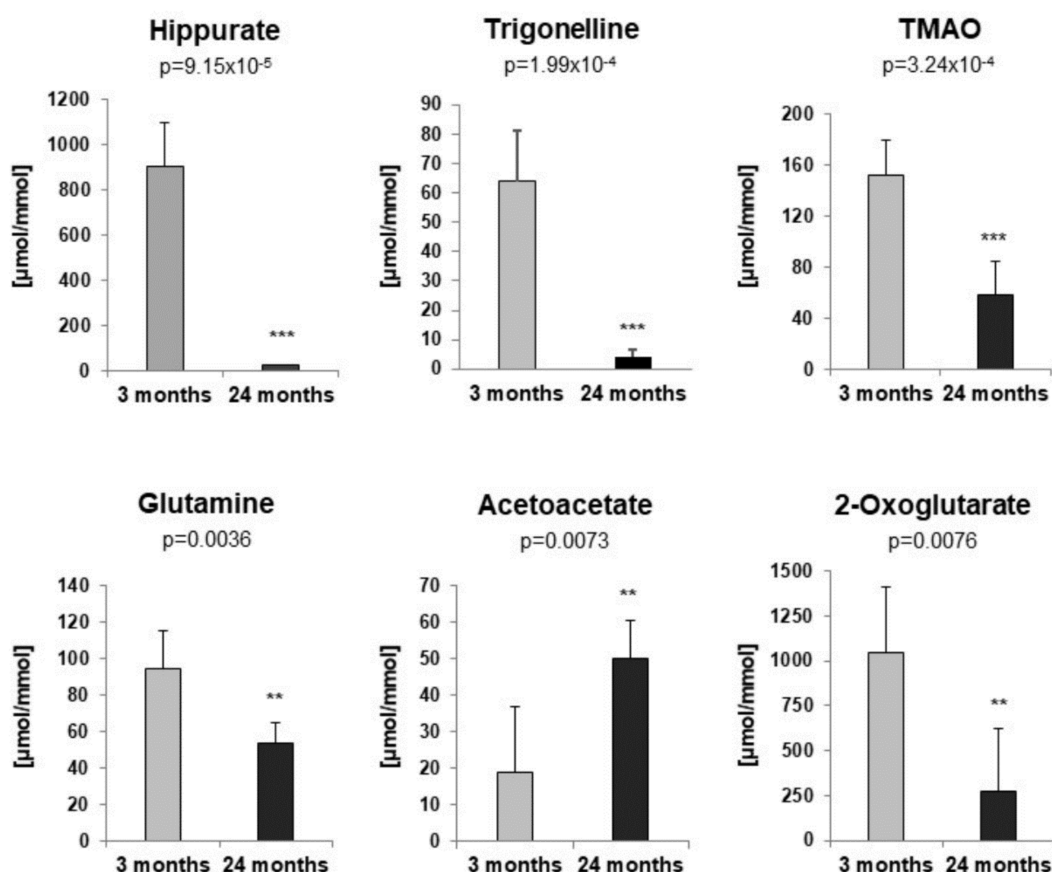 Hippurate
p=9.15x10⁻⁵
[µmol/mmol]
1200
1000
800
600
400
200
0
***
3 months 24 months
Trigonelline
p=1.99x10⁻⁴
[µmol/mmol]
90
80
70
60
50
40
30
20
10
0
***
3 months 24 months
TMAO
p=3.24x10⁻⁴
[µmol/mmol]
200
160
120
80
40
0
***
3 months 24 months
Glutamine
p=0.0036
[µmol/mmol]
140
120
100
80
60
40
20
0
**
3 months 24 months
Acetoacetate
p=0.0073
[µmol/mmol]
70
60
50
40
30
20
10
0
**
3 months 24 months
2-Oxoglutarate
p=0.0076
[µmol/mmol]
1500
1250
1000
750
500
250
0
**
3 months 24 months